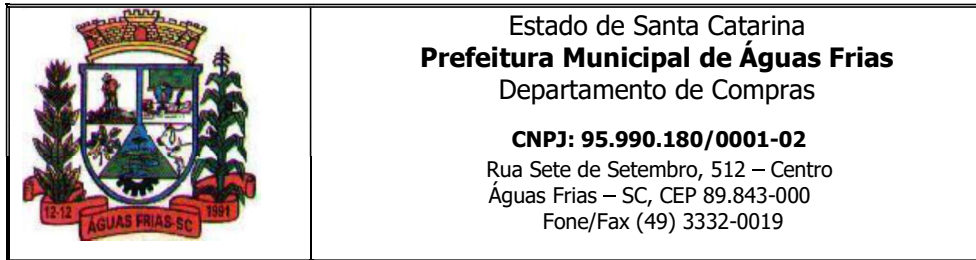 12-12
ÁGUAS FRIAS-SC
1991
Estado de Santa Catarina
Prefeitura Municipal de Águas Frias
Departamento de Compras
CNPJ: 95.990.180/0001-02
Rua Sete de Setembro, 512 – Centro
Águas Frias – SC, CEP 89.843-000
Fone/Fax (49) 3332-0019